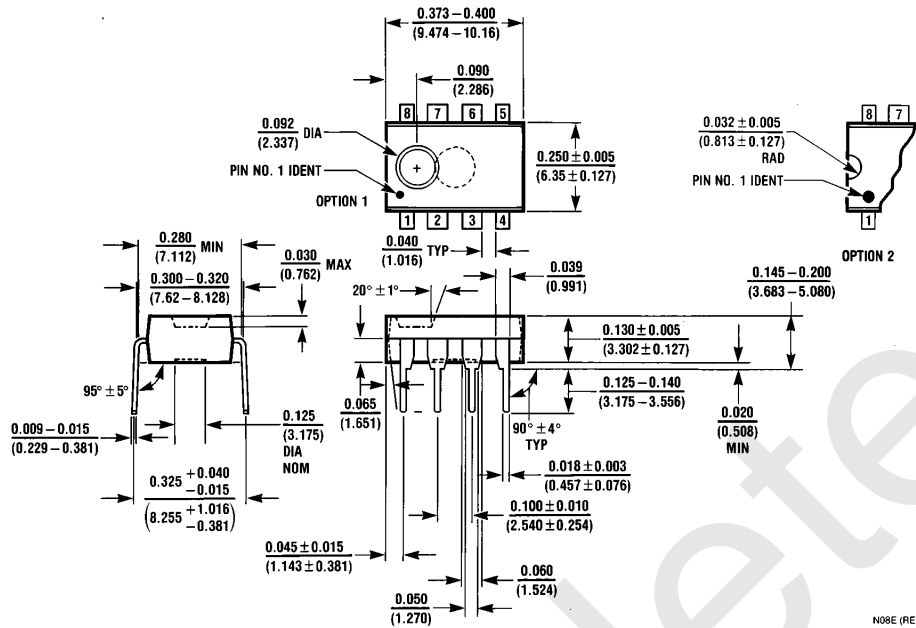 0.373 – 0.400
(9.474 – 10.16)
0.090
(2.286)
8 7 6 5
0.092
(2.337) DIA
PIN NO. 1 IDENT
OPTION 1
+
1 2 3 4
0.250 ± 0.005
(6.35 ± 0.127)
0.032 ± 0.005
(0.813 ± 0.127)
RAD
PIN NO. 1 IDENT
8 7
1
OPTION 2
0.280
(7.112) MIN
0.300 – 0.320
(7.62 – 8.128)
0.030
(0.762) MAX
0.040
(1.016) TYP
0.039
(0.991)
20° ± 1°
0.145 – 0.200
(3.683 – 5.080)
0.130 ± 0.005
(3.302 ± 0.127)
0.125 – 0.140
(3.175 – 3.556)
0.020
(0.508)
MIN
95° ± 5°
0.009 – 0.015
(0.229 – 0.381)
0.125
(3.175)
DIA
NOM
0.065
(1.651)
90° ± 4°
TYP
0.018 ± 0.003
(0.457 ± 0.076)
0.325 +0.040
−0.015
(8.255 +1.016
−0.381)
0.100 ± 0.010
(2.540 ± 0.254)
0.045 ± 0.015
(1.143 ± 0.381)
0.060
(1.524)
0.050
(1.270)
N08E (RE
lete